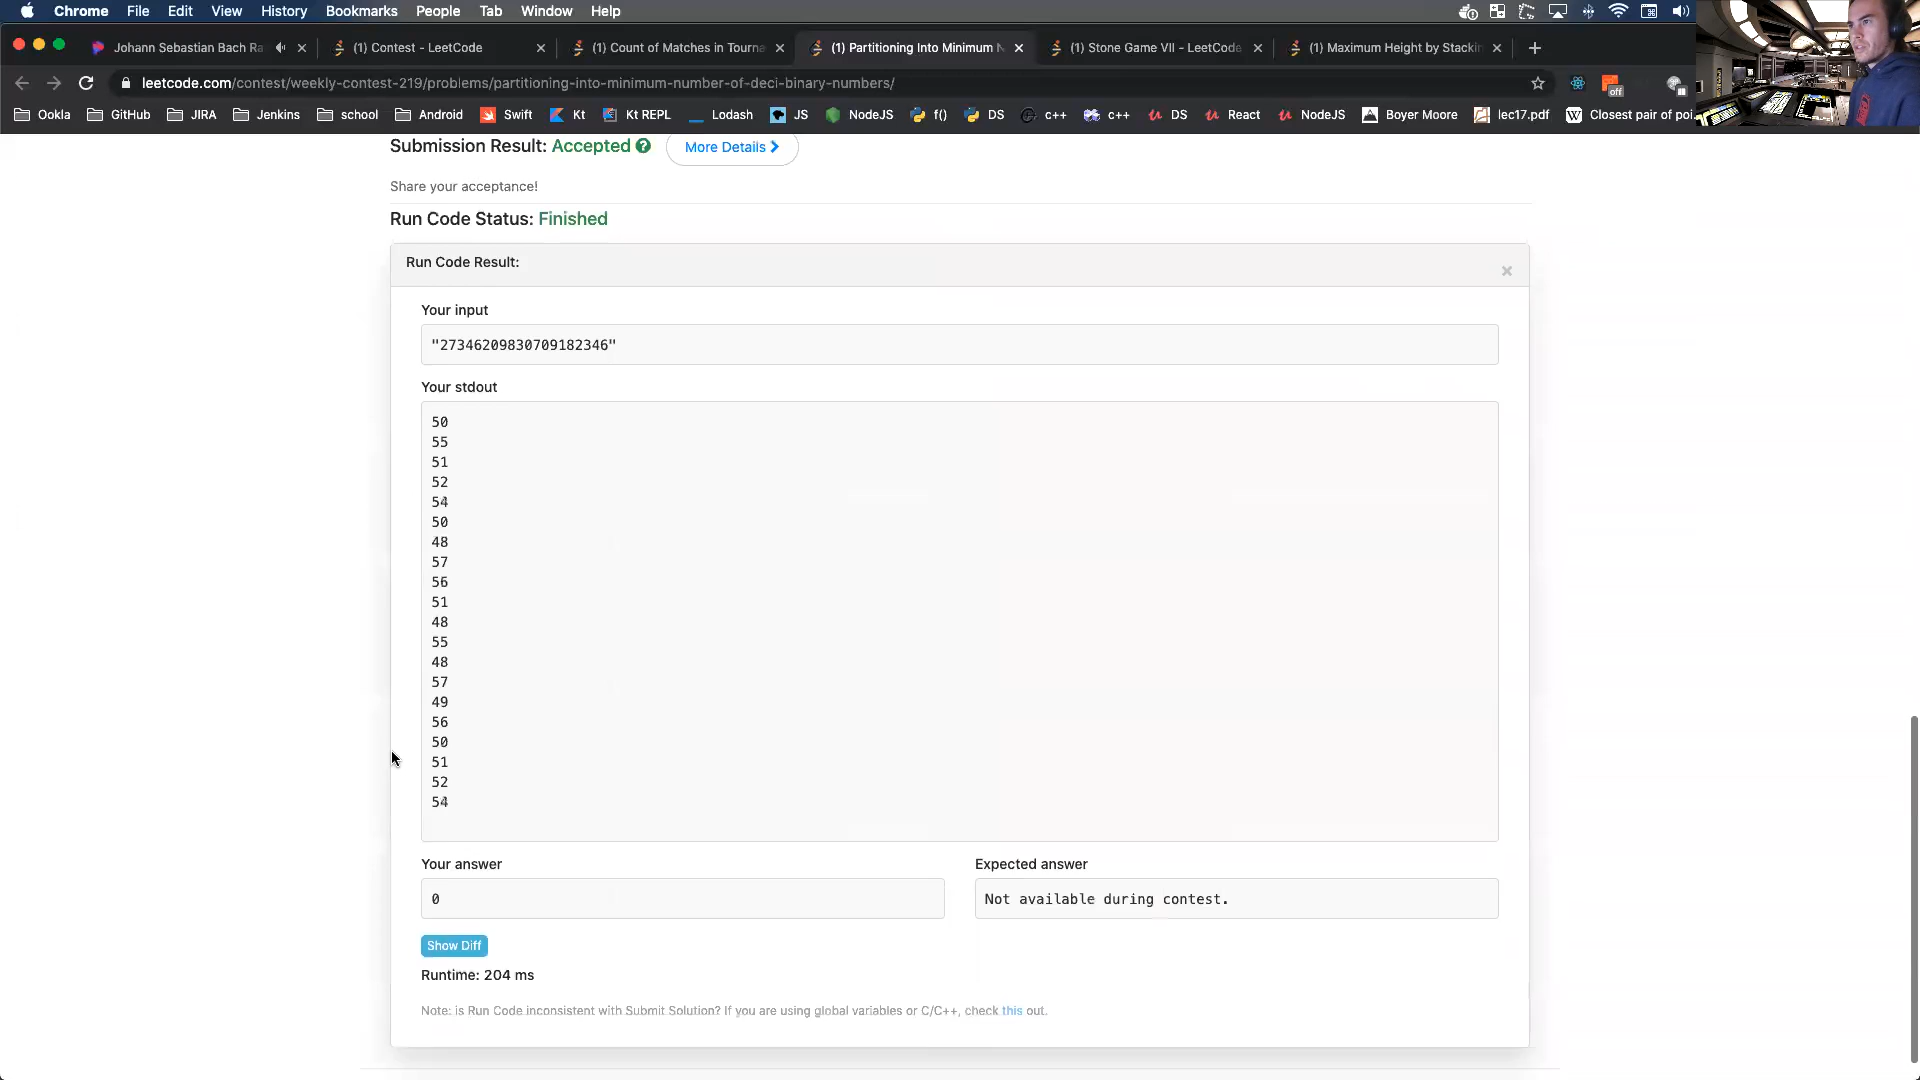 Chrome File Edit View History Bookmarks People Tab Window Help
Johann Sebastian Bach Ra
(1) Contest - LeetCode
(1) Count of Matches in Tourna
(1) Partitioning Into Minimum N
(1) Stone Game VII - LeetCode
(1) Maximum Height by Stackin
leetcode.com/contest/weekly-contest-219/problems/partitioning-into-minimum-number-of-deci-binary-numbers/
off
Ookla GitHub JIRA Jenkins school Android Swift Kt Kt REPL Lodash JS NodeJS f() DS c++ c++ DS React NodeJS Boyer Moore lec17.pdf Closest pair of poi
Submission Result: Accepted More Details
Share your acceptance!
Run Code Status: Finished
Run Code Result:
Your input
"27346209830709182346"
Your stdout
50
55
51
52
54
50
48
57
56
51
48
55
48
57
49
56
50
51
52
54
Your answer Expected answer
0 Not available during contest.
Show Diff
Runtime: 204 ms
Note: is Run Code inconsistent with Submit Solution? If you are using global variables or C/C++, check this out.